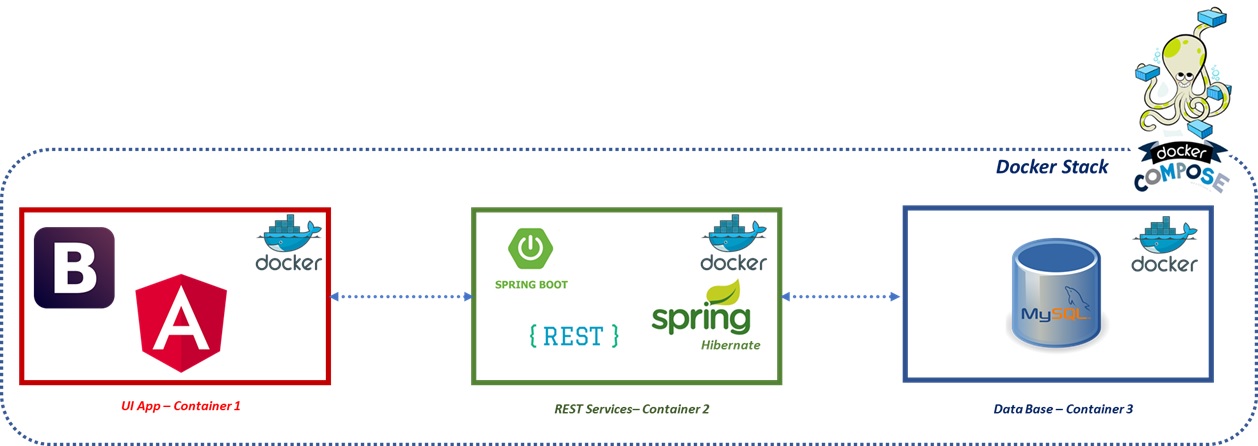 docker
COMPOSE
Docker Stack
B
A
docker
SPRING BOOT
{ REST }
docker
spring
Hibernate
MySQL
docker
UI App – Container 1
REST Services– Container 2
Data Base – Container 3